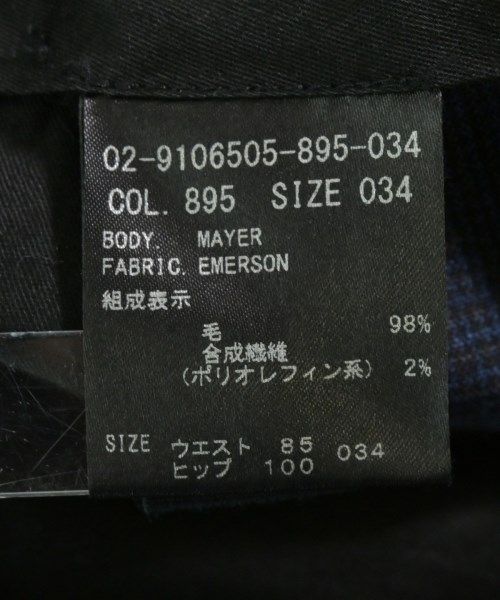 02-9106505-895-034
COL. 895 SIZE 034
BODY. MAYER
FABRIC. EMERSON
組成表示
毛 98%
合成繊維
(ポリオレフィン系) 2%
SIZE ウエスト 85 034
ヒップ 100